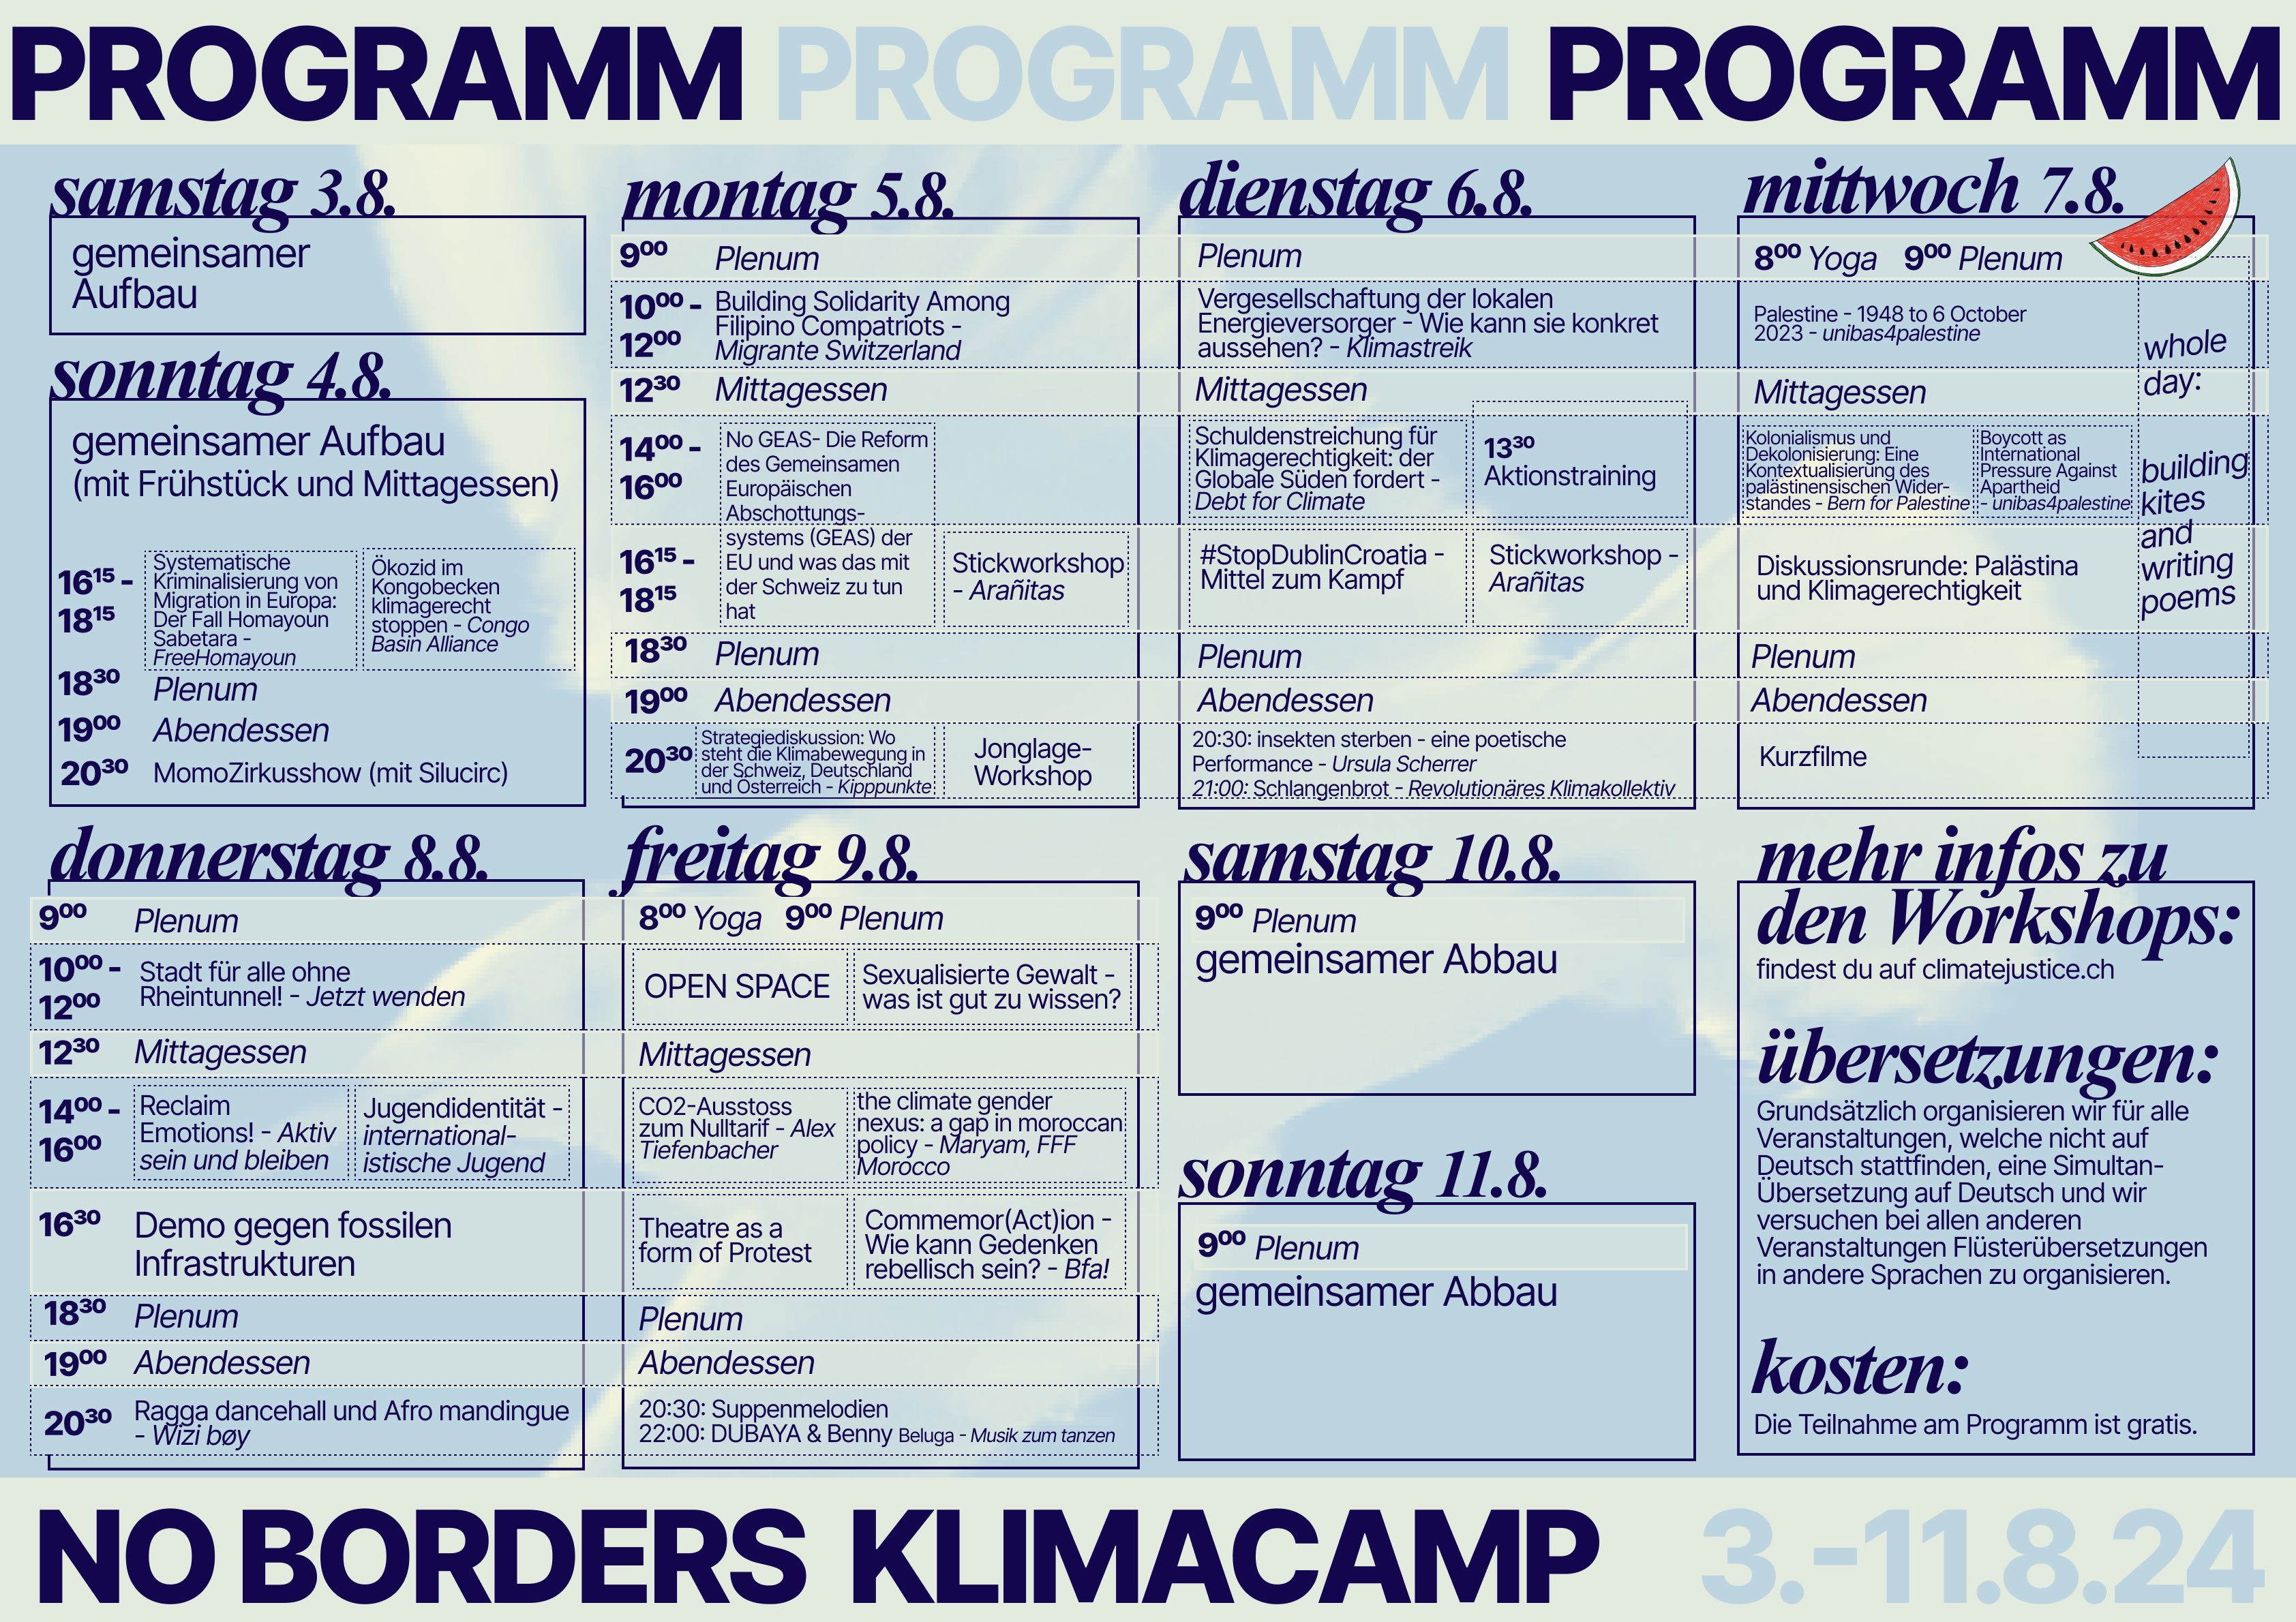 PROGRAMM PROGRAMM PROGRAMM
samstag 3.8.
gemeinsamer
Aufbau
sonntag 4.8.
gemeinsamer Aufbau
(mit Frühstück und Mittagessen)
16¹⁵ -
18¹⁵
Systematische
Kriminalisierung von
Migration in Europa:
Der Fall Homayoun
Sabetara -
FreeHomayoun
Ökozid im
Kongobecken
klimagerecht
stoppen - Congo
Basin Alliance
18³⁰ Plenum
19⁰⁰ Abendessen
20³⁰ MomoZirkusshow (mit Silucirc)
montag 5.8.
9⁰⁰ Plenum
10⁰⁰ -
12⁰⁰
Building Solidarity Among
Filipino Compatriots -
Migrante Switzerland
12³⁰ Mittagessen
14⁰⁰ -
16⁰⁰
No GEAS- Die Reform
des Gemeinsamen
Europäischen
Abschottungs-
systems (GEAS) der
EU und was das mit
der Schweiz zu tun
hat
16¹⁵ -
18¹⁵
Stickworkshop
- Arañitas
18³⁰ Plenum
19⁰⁰ Abendessen
20³⁰
Strategiediskussion: Wo
steht die Klimabewegung in
der Schweiz, Deutschland
und Österreich - Kipppunkte
Jonglage-
Workshop
dienstag 6.8.
Plenum
Vergesellschaftung der lokalen
Energieversorger - Wie kann sie konkret
aussehen? - Klimastreik
Mittagessen
Schuldenstreichung für
Klimagerechtigkeit: der
Globale Süden fordert -
Debt for Climate
13³⁰
Aktionstraining
#StopDublinCroatia -
Mittel zum Kampf
Stickworkshop -
Arañitas
Plenum
Abendessen
20:30: insekten sterben - eine poetische
Performance - Ursula Scherrer
21:00: Schlangenbrot - Revolutionäres Klimakollektiv
mittwoch 7.8.
8⁰⁰ Yoga 9⁰⁰ Plenum
Palestine - 1948 to 6 October
2023 - unibas4palestine
Mittagessen
Kolonialismus und
Dekolonisierung: Eine
Kontextualisierung des
palästinensischen Wider-
standes - Bern for Palestine
Boycott as
International
Pressure Against
Apartheid
- unibas4palestine
Diskussionsrunde: Palästina
und Klimagerechtigkeit
Plenum
Abendessen
Kurzfilme
whole
day:
building
kites
and
writing
poems
donnerstag 8.8.
9⁰⁰ Plenum
10⁰⁰ -
12⁰⁰
Stadt für alle ohne
Rheintunnel! - Jetzt wenden
12³⁰ Mittagessen
14⁰⁰ -
16⁰⁰
Reclaim
Emotions! - Aktiv
sein und bleiben
Jugendidentität -
international-
istische Jugend
16³⁰ Demo gegen fossilen
Infrastrukturen
18³⁰ Plenum
19⁰⁰ Abendessen
20³⁰ Ragga dancehall und Afro mandingue
- Wizi bøy
freitag 9.8.
8⁰⁰ Yoga 9⁰⁰ Plenum
OPEN SPACE
Sexualisierte Gewalt -
was ist gut zu wissen?
Mittagessen
CO2-Ausstoss
zum Nulltarif - Alex
Tiefenbacher
the climate gender
nexus: a gap in moroccan
policy - Maryam, FFF
Morocco
Theatre as a
form of Protest
Commemor(Act)ion -
Wie kann Gedenken
rebellisch sein? - Bfa!
Plenum
Abendessen
20:30: Suppenmelodien
22:00: DUBAYA & Benny Beluga - Musik zum tanzen
samstag 10.8.
9⁰⁰ Plenum
gemeinsamer Abbau
sonntag 11.8.
9⁰⁰ Plenum
gemeinsamer Abbau
mehr infos zu
den Workshops:
findest du auf climatejustice.ch
übersetzungen:
Grundsätzlich organisieren wir für alle
Veranstaltungen, welche nicht auf
Deutsch stattfinden, eine Simultan-
Übersetzung auf Deutsch und wir
versuchen bei allen anderen
Veranstaltungen Flüsterübersetzungen
in andere Sprachen zu organisieren.
kosten:
Die Teilnahme am Programm ist gratis.
NO BORDERS KLIMACAMP 3.-11.8.24